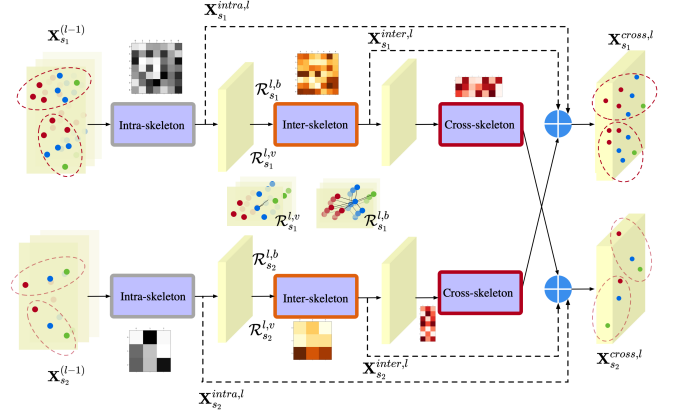 X_{s_1}^{(l-1)}
X_{s_1}^{intra,l}
X_{s_1}^{inter,l}
X_{s_1}^{cross,l}
R_{s_1}^{l,b}
Intra-skeleton
Inter-skeleton
Cross-skeleton
R_{s_1}^{l,v}
R_{s_1}^{l,v}
R_{s_1}^{l,b}
R_{s_2}^{l,b}
Intra-skeleton
Inter-skeleton
Cross-skeleton
R_{s_2}^{l,v}
X_{s_2}^{(l-1)}
X_{s_2}^{intra,l}
X_{s_2}^{inter,l}
X_{s_2}^{cross,l}